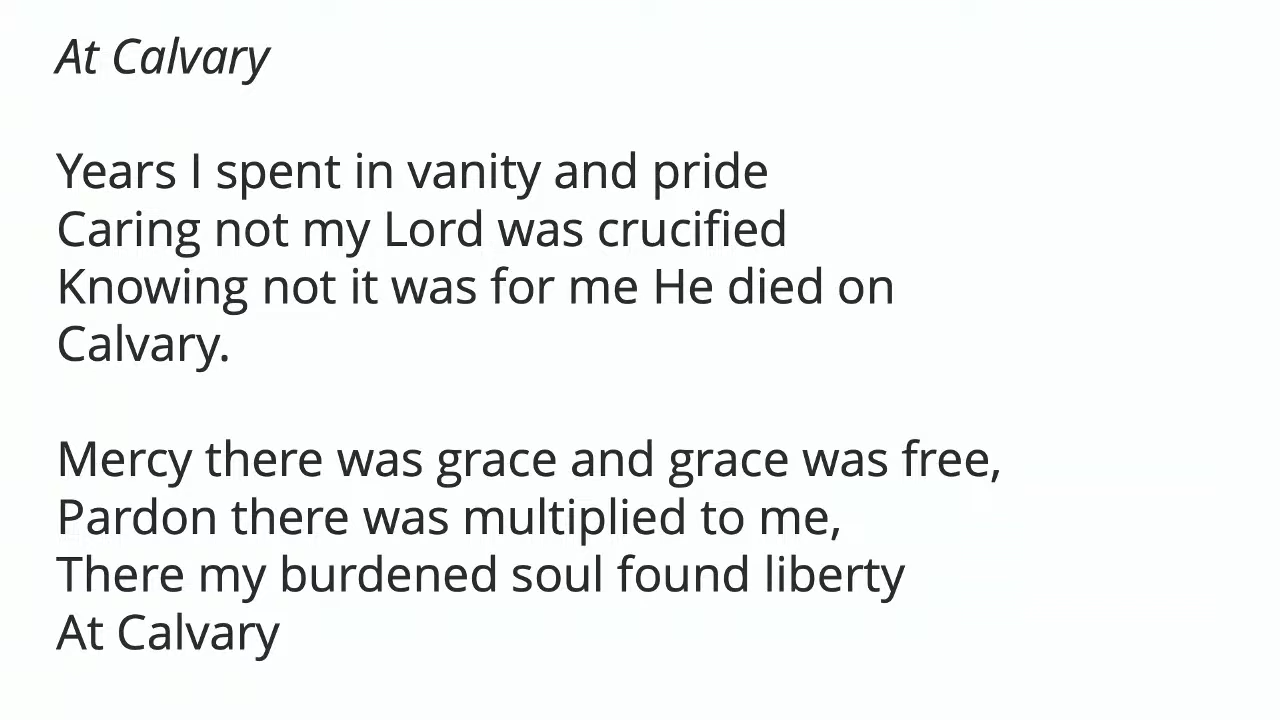 At Calvary
Years I spent in vanity and pride
Caring not my Lord was crucified
Knowing not it was for me He died on
Calvary.
Mercy there was grace and grace was free,
Pardon there was multiplied to me,
There my burdened soul found liberty
At Calvary